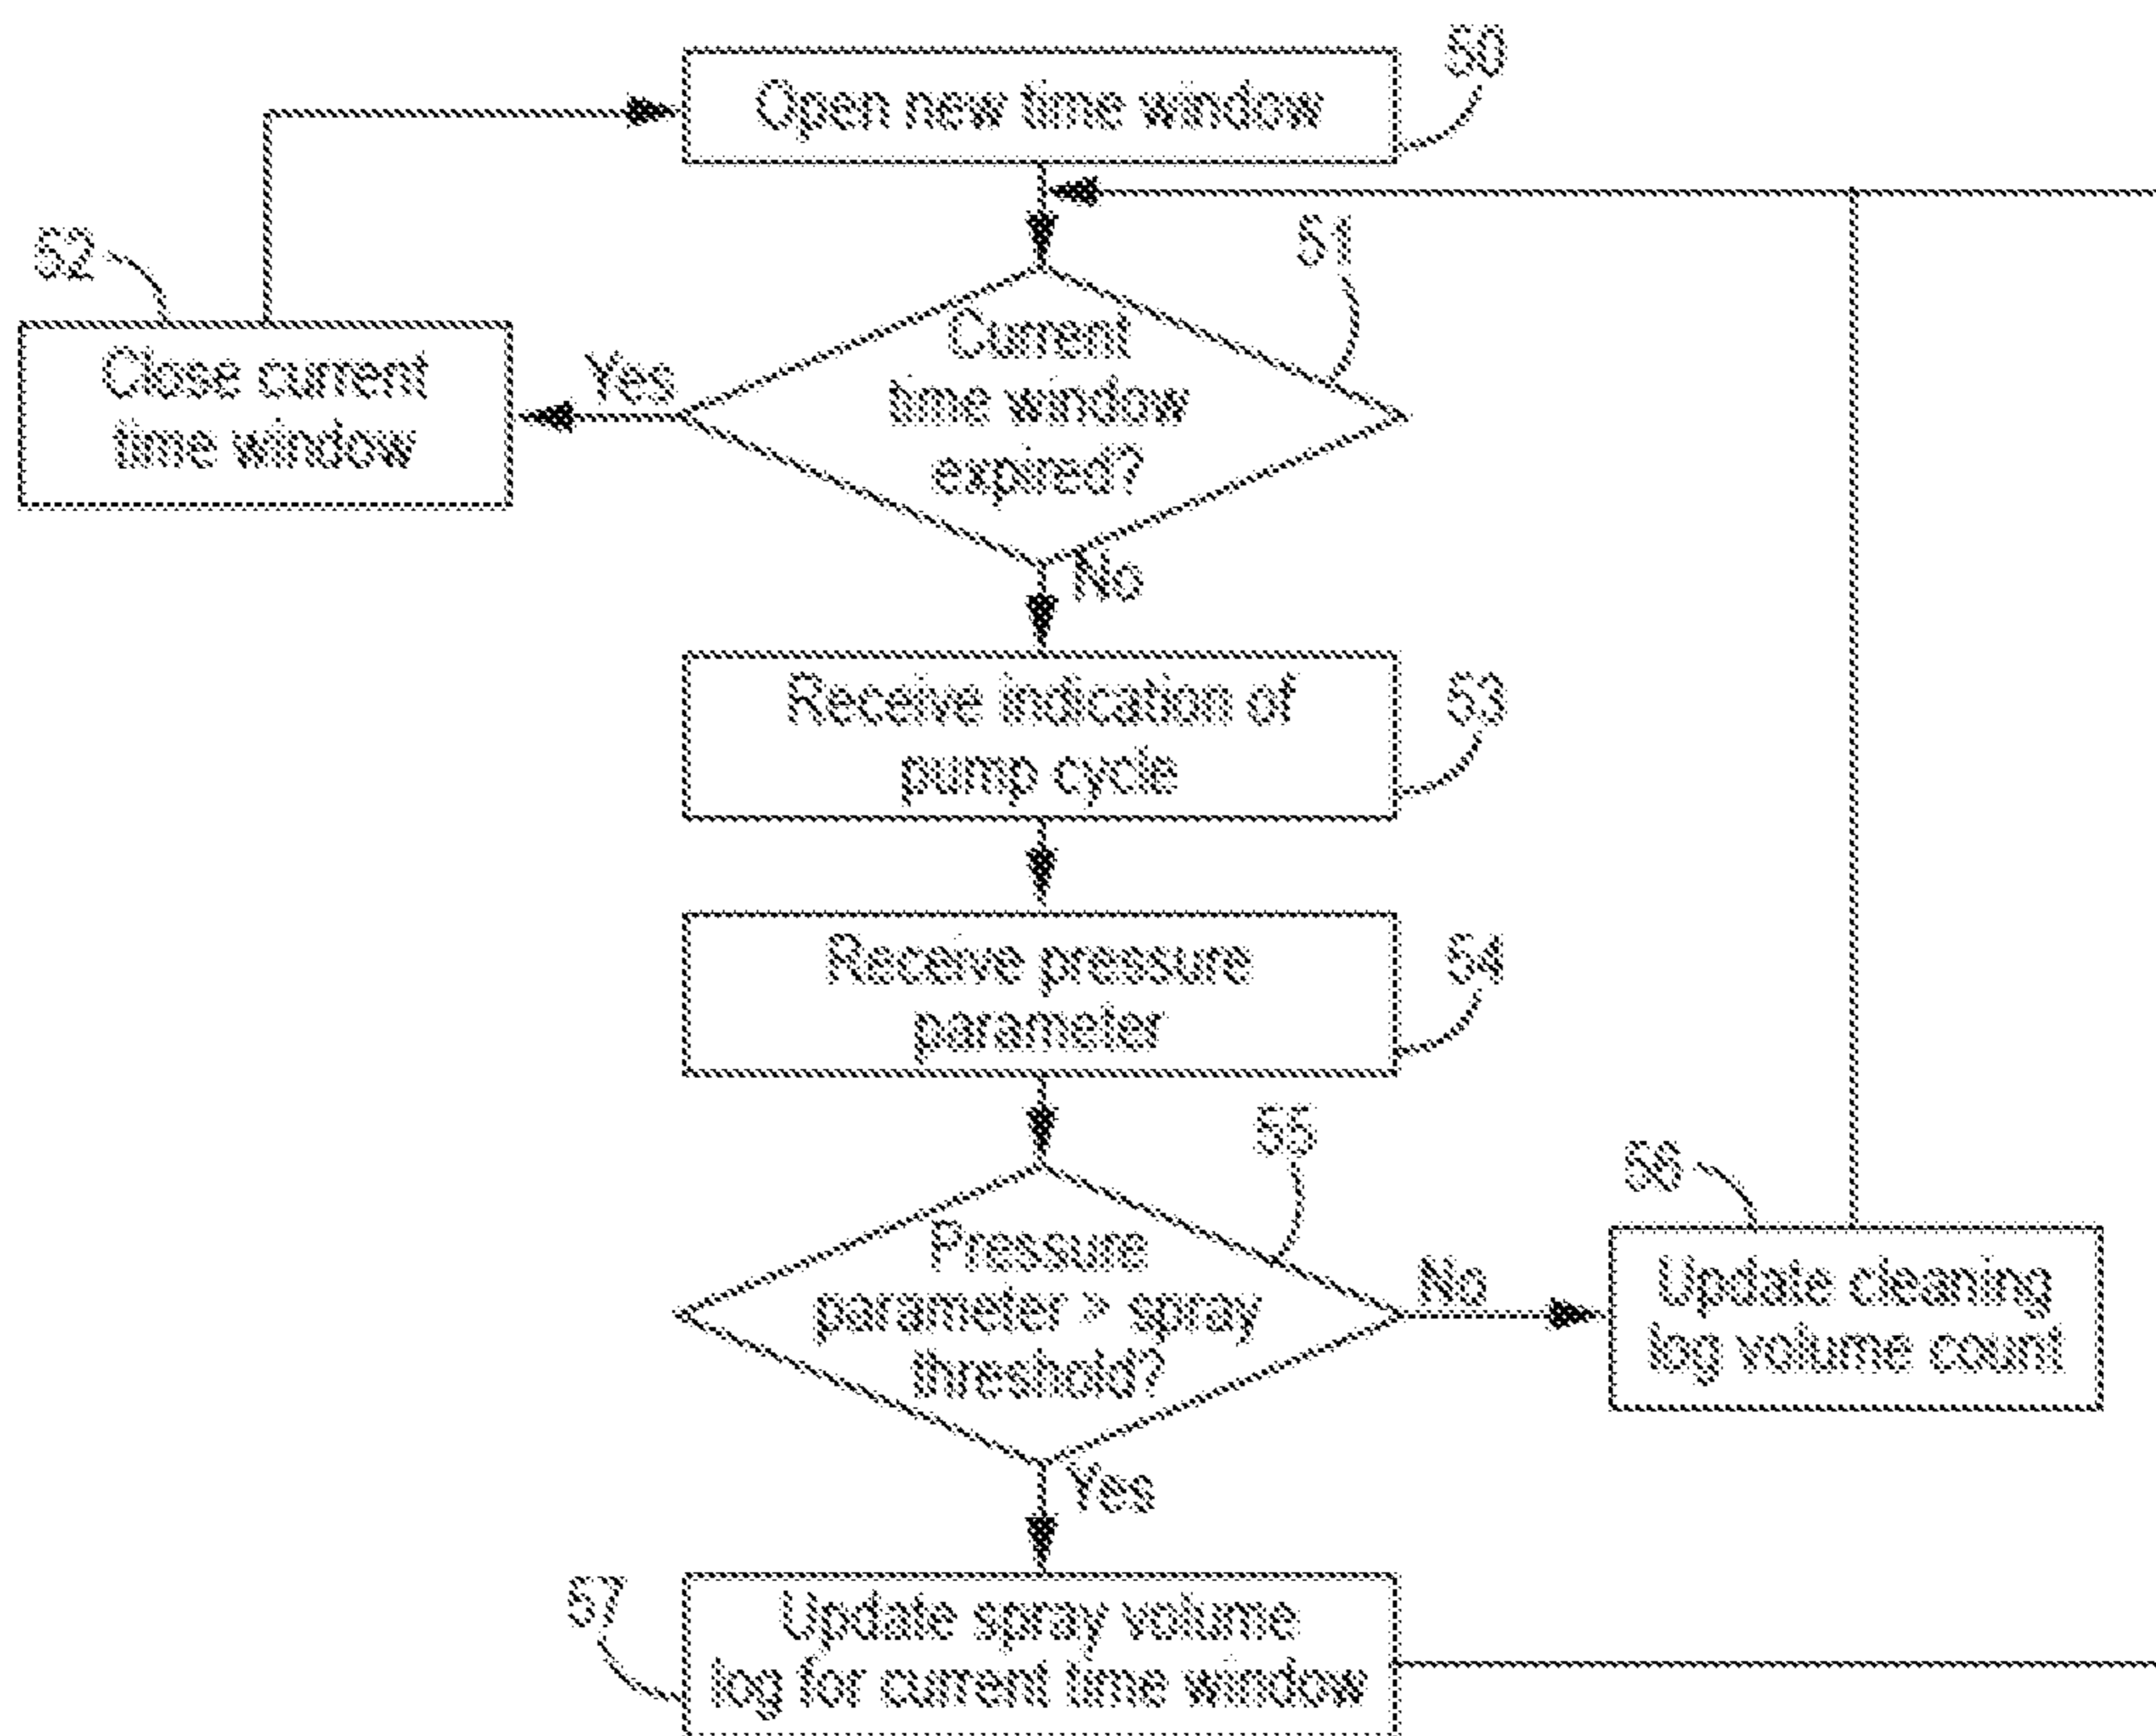 50
Open new time window
51
52
Current
time window
expired?
Yes
Close current
time window
No
Receive indication of
pump cycle
53
Receive pressure
parameter
54
55
Pressure
parameter > spray
threshold?
No
56
Update cleaning
log volume count
Yes
57
Update spray volume
log for current time window